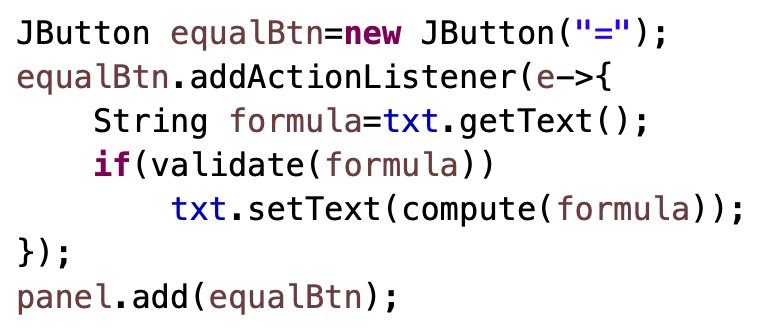 JButton equalBtn=new JButton("=");
equalBtn.addActionListener(e->{
    String formula=txt.getText();
    if(validate(formula))
        txt.setText(compute(formula));
});
panel.add(equalBtn);